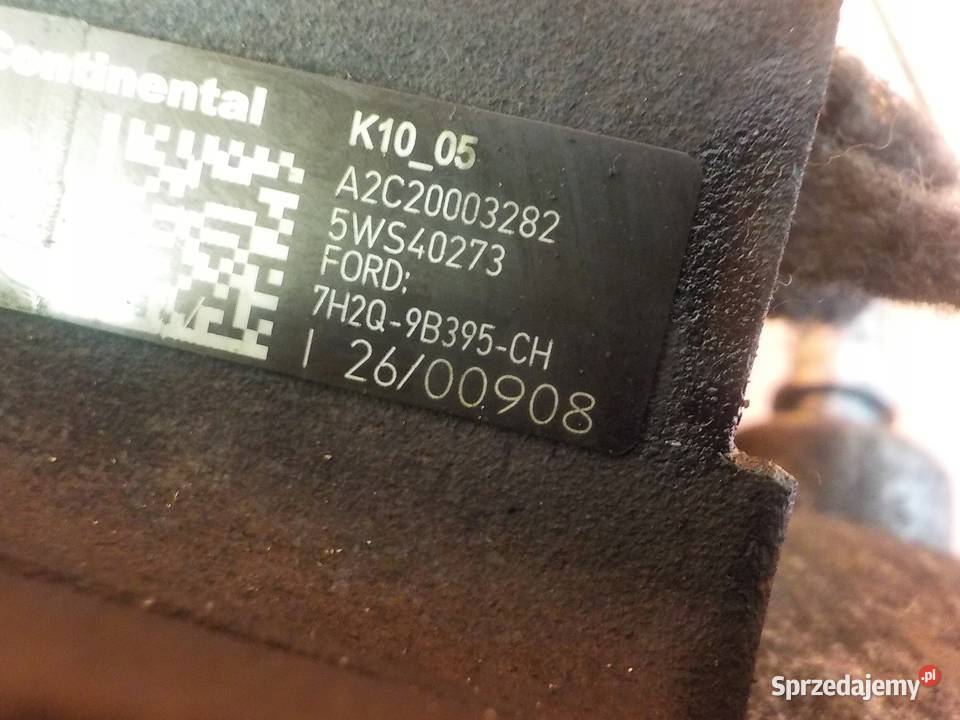 Continental
K10_05
A2C20003282
5WS40273
FORD;
7H2Q-9B395-CH
| 26/00908
Sprzedajemy.pl